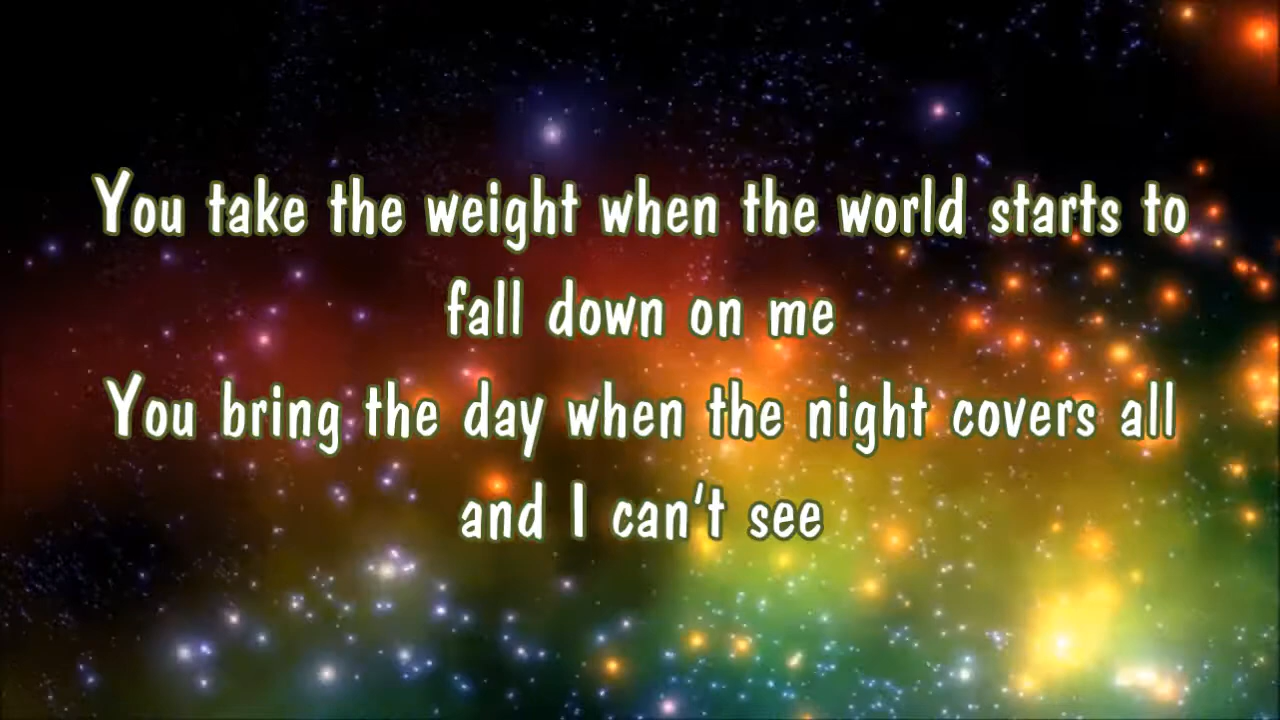 You take the weight when the world starts to
fall down on me
You bring the day when the night covers all
and I can't see